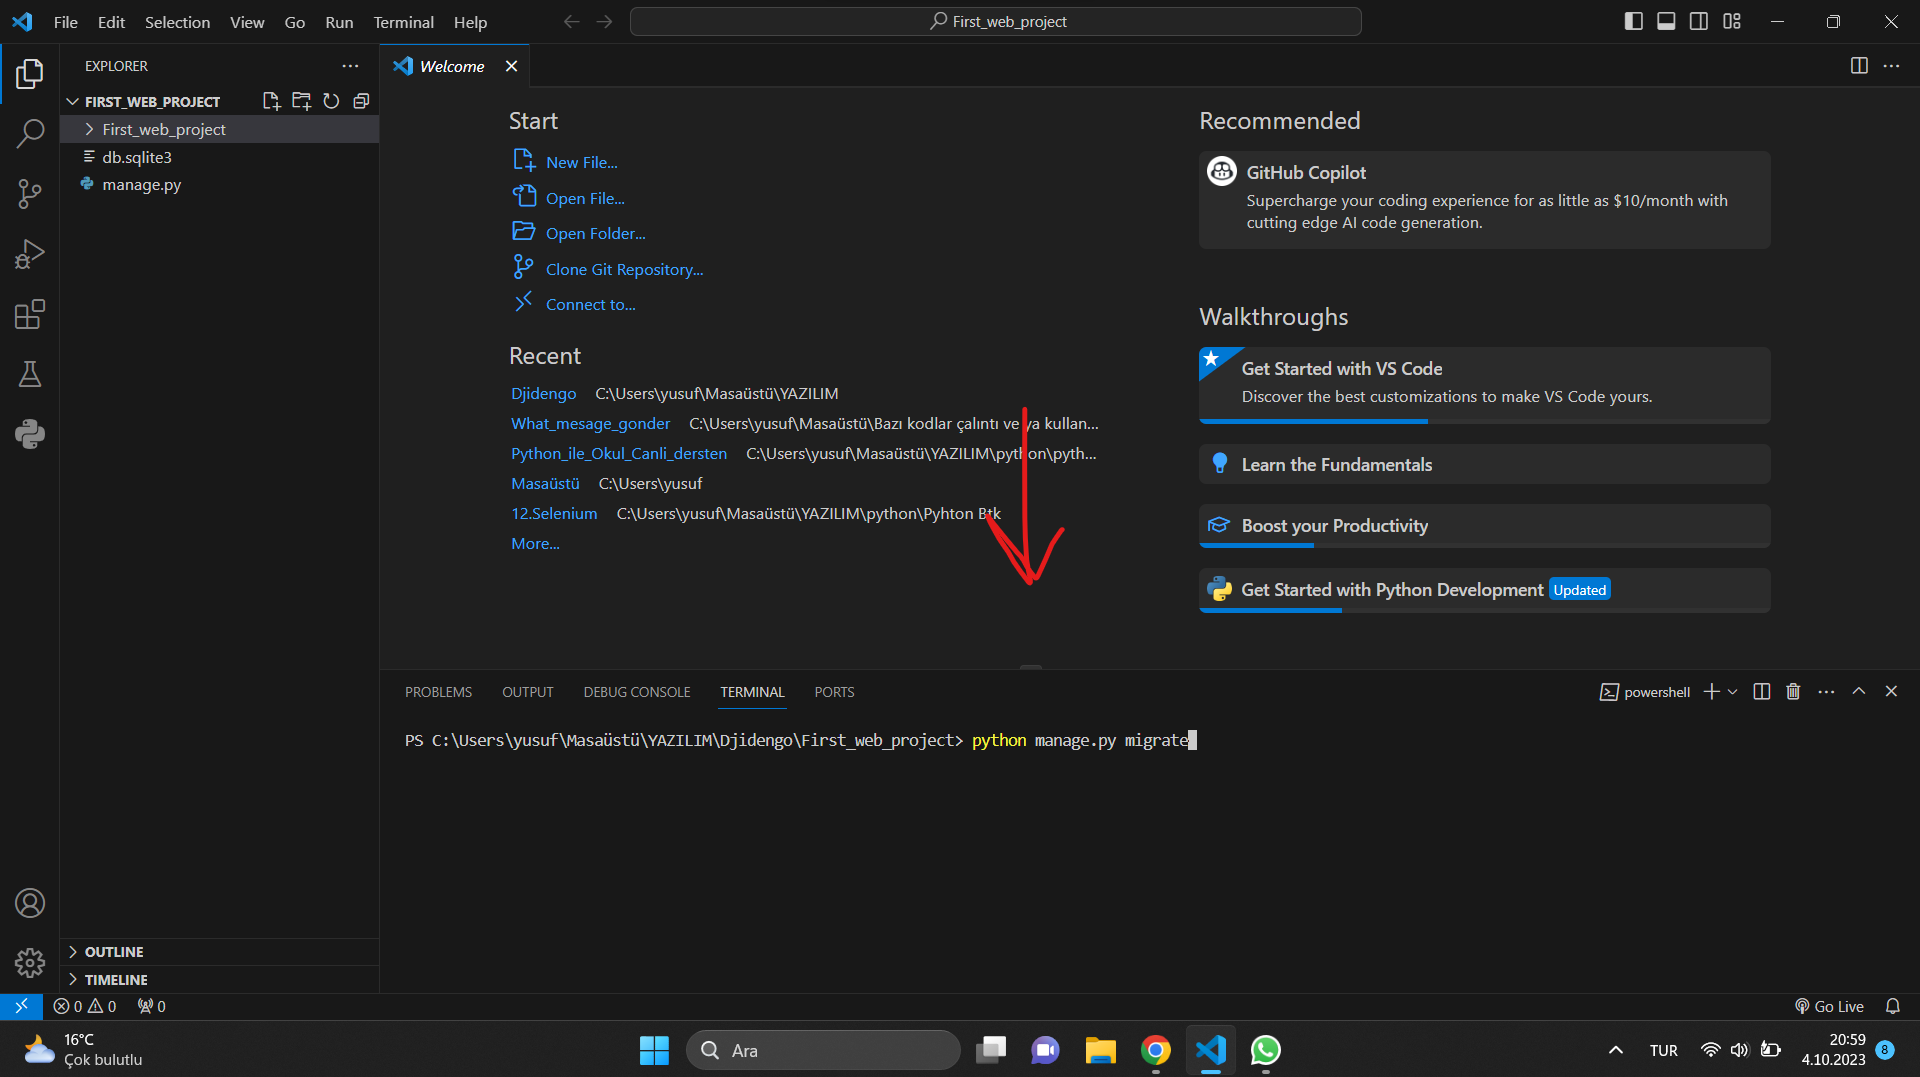 File Edit Selection View Go Run Terminal Help
First_web_project
EXPLORER
Welcome
FIRST_WEB_PROJECT
First_web_project
db.sqlite3
manage.py
Start
New File...
Open File...
Open Folder...
Clone Git Repository...
Connect to...
Recent
Djidengo C:\Users\yusuf\Masaüstü\YAZILIM
What_mesage_gonder C:\Users\yusuf\Masaüstü\Bazı kodlar çalıntı ve ya kullan...
Python_ile_Okul_Canli_dersten C:\Users\yusuf\Masaüstü\YAZILIM\python\pyth...
Masaüstü C:\Users\yusuf
12.Selenium C:\Users\yusuf\Masaüstü\YAZILIM\python\Pyhton Btk
More...
Recommended
GitHub Copilot
Supercharge your coding experience for as little as $10/month with
cutting edge AI code generation.
Walkthroughs
Get Started with VS Code
Discover the best customizations to make VS Code yours.
Learn the Fundamentals
Boost your Productivity
Get Started with Python Development Updated
PROBLEMS OUTPUT DEBUG CONSOLE TERMINAL PORTS
powershell
PS C:\Users\yusuf\Masaüstü\YAZILIM\Djidengo\First_web_project> python manage.py migrate
OUTLINE
TIMELINE
0 0 0
Go Live
16°C
Çok bulutlu
Ara
TUR
20:59
4.10.2023
8